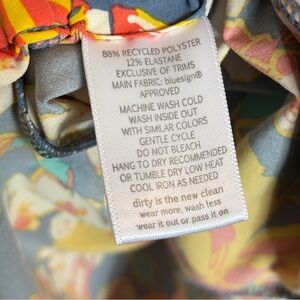 88% RECYCLED POLYSTER
12% ELASTANE
EXCLUSIVE OF TRIMS
MAIN FABRIC: bluesign®
APPROVED
MACHINE WASH COLD
WASH INSIDE OUT
WITH SIMILAR COLORS
GENTLE CYCLE
DO NOT BLEACH
HANG TO DRY RECOMMENDED
OR TUMBLE DRY LOW HEAT
COOL IRON AS NEEDED
dirty is the new clean
wear more, wash less
wear it out or pass it on